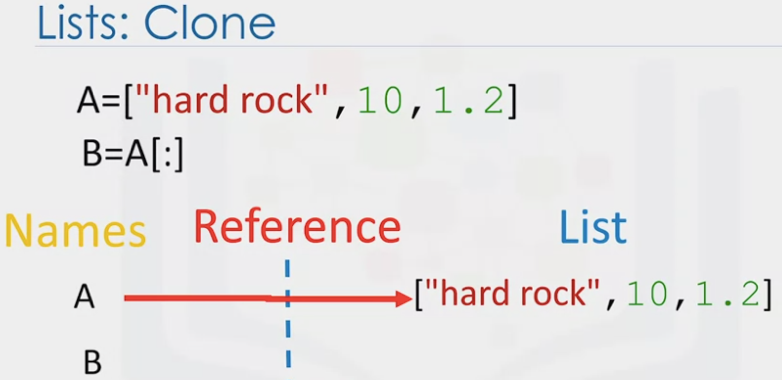 Lists: Clone
A=["hard rock",10,1.2]
B=A[:]
Names Reference List
A ["hard rock",10,1.2]
B